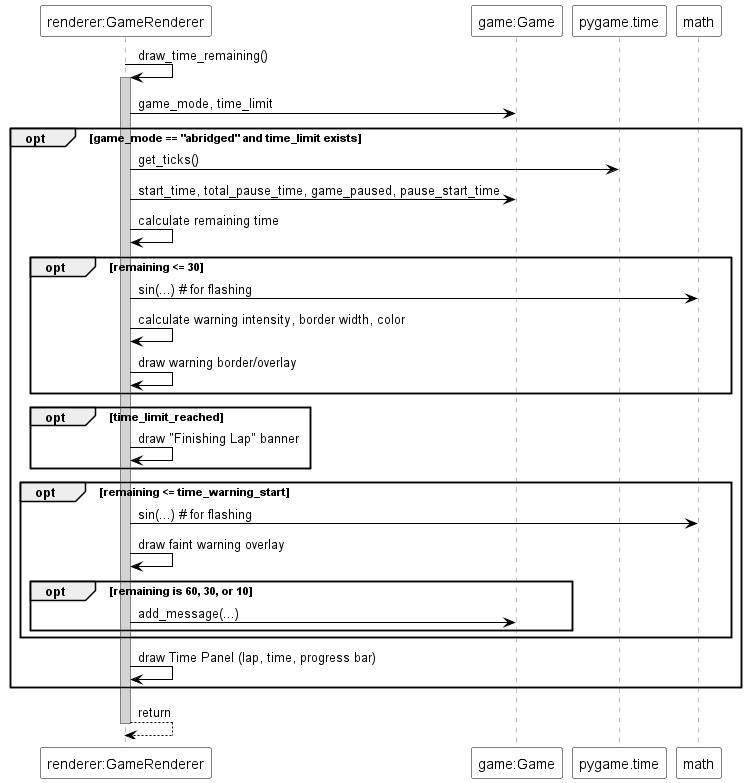 renderer:GameRenderer game:Game pygame.time math
draw_time_remaining()
game_mode, time_limit
opt [game_mode == "abridged" and time_limit exists]
get_ticks()
start_time, total_pause_time, game_paused, pause_start_time
calculate remaining time
opt [remaining <= 30]
sin(...) # for flashing
calculate warning intensity, border width, color
draw warning border/overlay
opt [time_limit_reached]
draw "Finishing Lap" banner
opt [remaining <= time_warning_start]
sin(...) # for flashing
draw faint warning overlay
opt [remaining is 60, 30, or 10]
add_message(...)
draw Time Panel (lap, time, progress bar)
return
renderer:GameRenderer game:Game pygame.time math